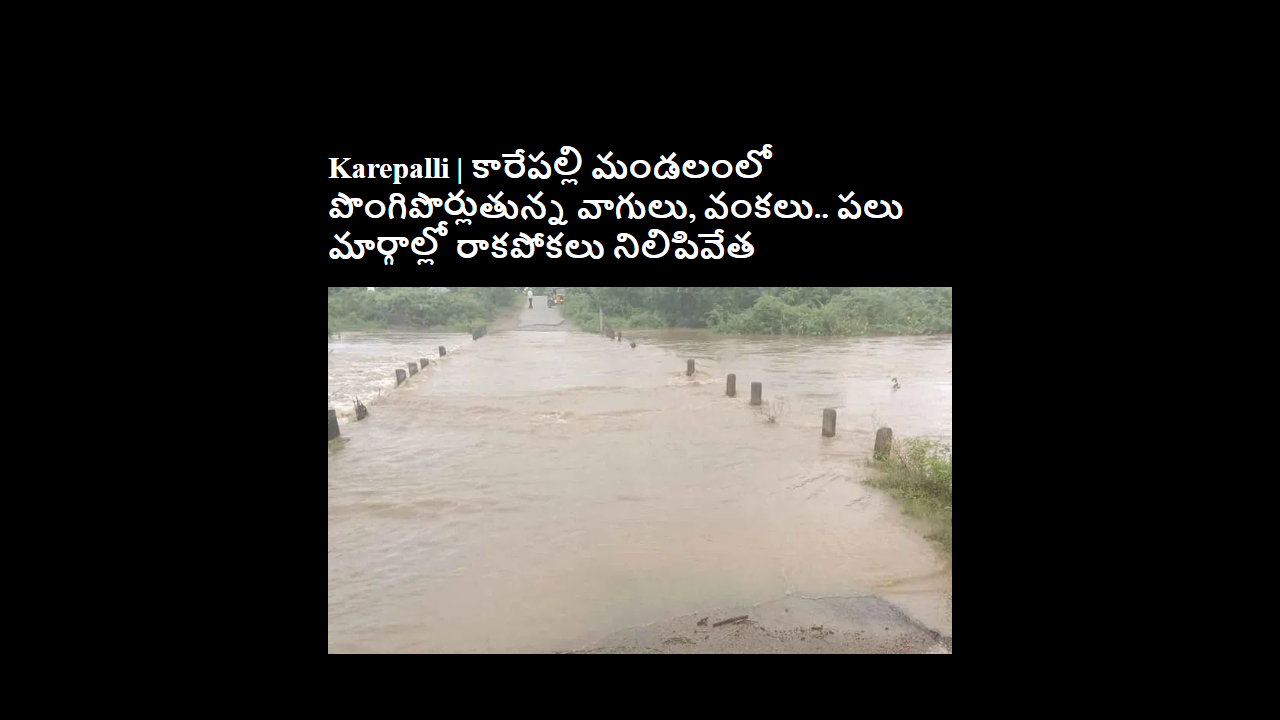 Karepalli | కారేపల్లి మండలంలో
పొంగిపొర్లుతున్న వాగులు, వంకలు.. పలు
మార్గాల్లో రాకపోకలు నిలిపివేత